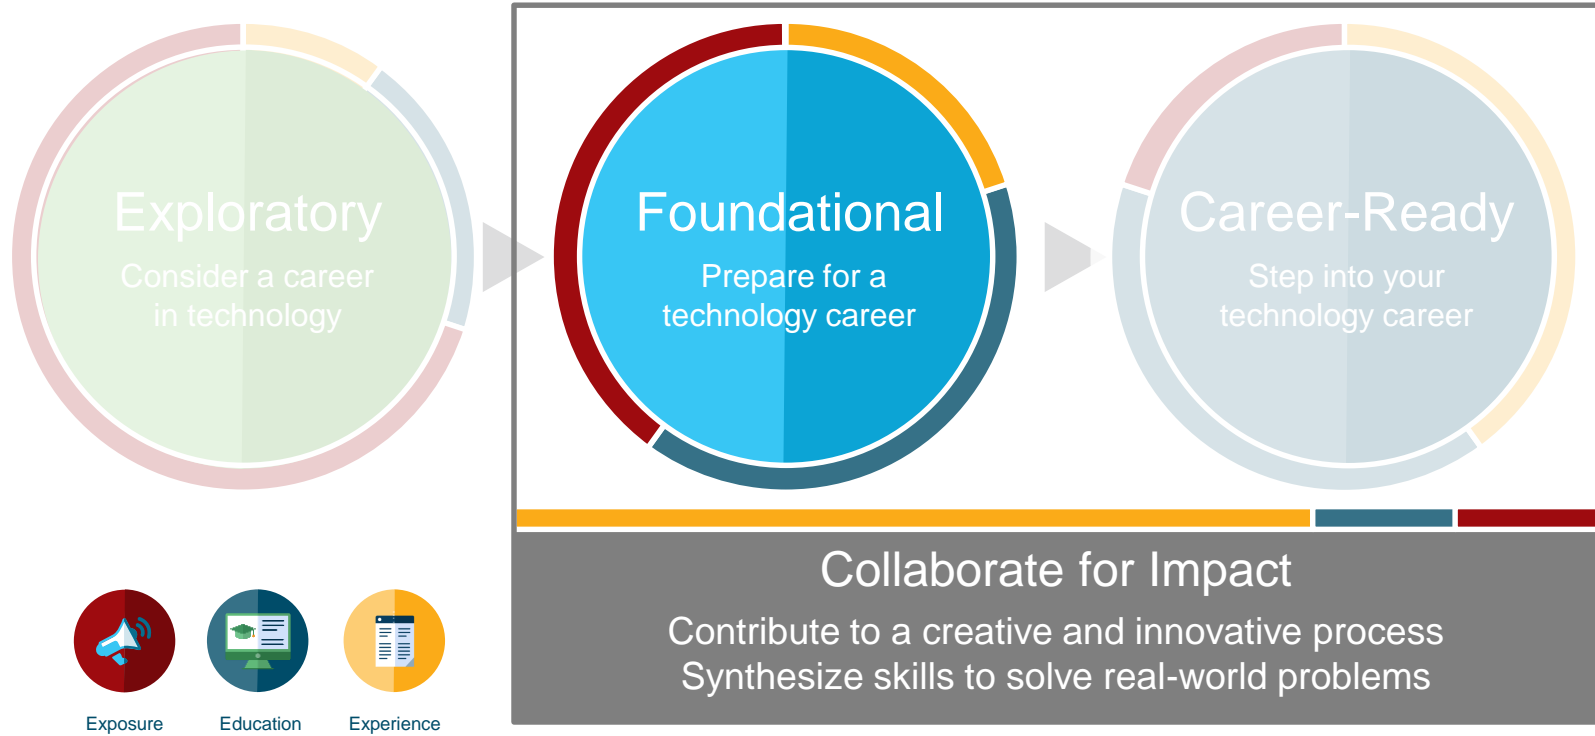 Exploratory
Consider a career
in technology
Foundational
Prepare for a
technology career
Career-Ready
Step into your
technology career
Collaborate for Impact
Contribute to a creative and innovative process
Synthesize skills to solve real-world problems
Exposure
Education
Experience